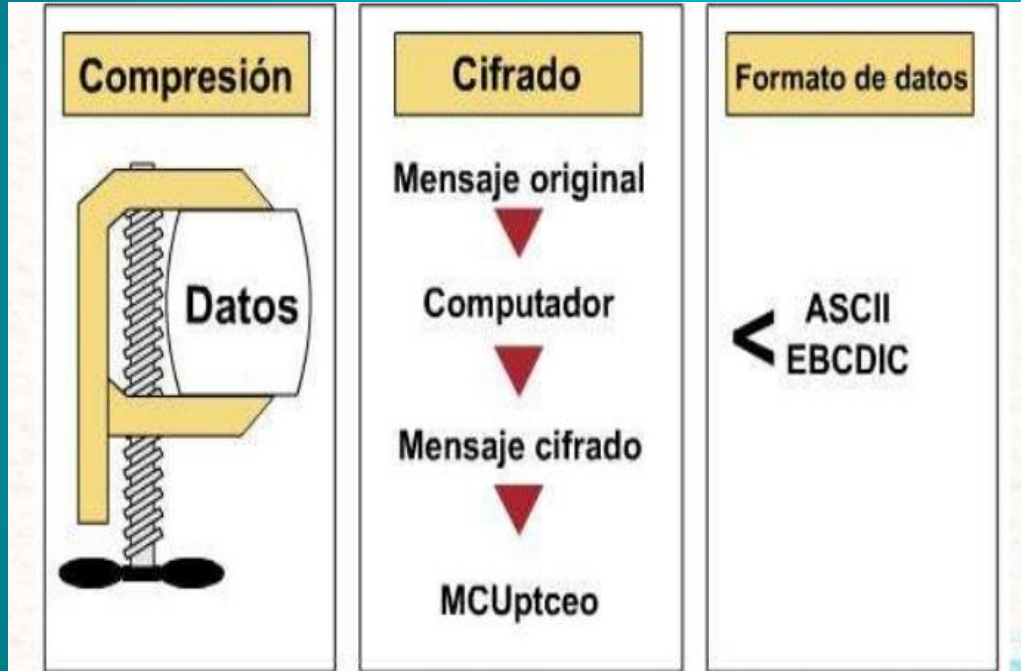 Compresión
Datos
Cifrado
Mensaje original
Computador
Mensaje cifrado
MCUptceo
Formato de datos
< ASCII
EBCDIC